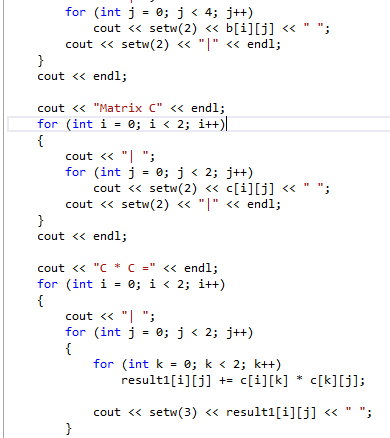 for (int j = 0; j < 4; j++)
cout << setw(2) << b[i][j] << " ";
cout << setw(2) << "|" << endl;
}
cout << endl;
cout << "Matrix C" << endl;
for (int i = 0; i < 2; i++)
{
cout << "| ";
for (int j = 0; j < 2; j++)
cout << setw(2) << c[i][j] << " ";
cout << setw(2) << "|" << endl;
}
cout << endl;
cout << "C * C =" << endl;
for (int i = 0; i < 2; i++)
{
cout << "| ";
for (int j = 0; j < 2; j++)
{
for (int k = 0; k < 2; k++)
result1[i][j] += c[i][k] * c[k][j];
cout << setw(3) << result1[i][j] << " ";
}